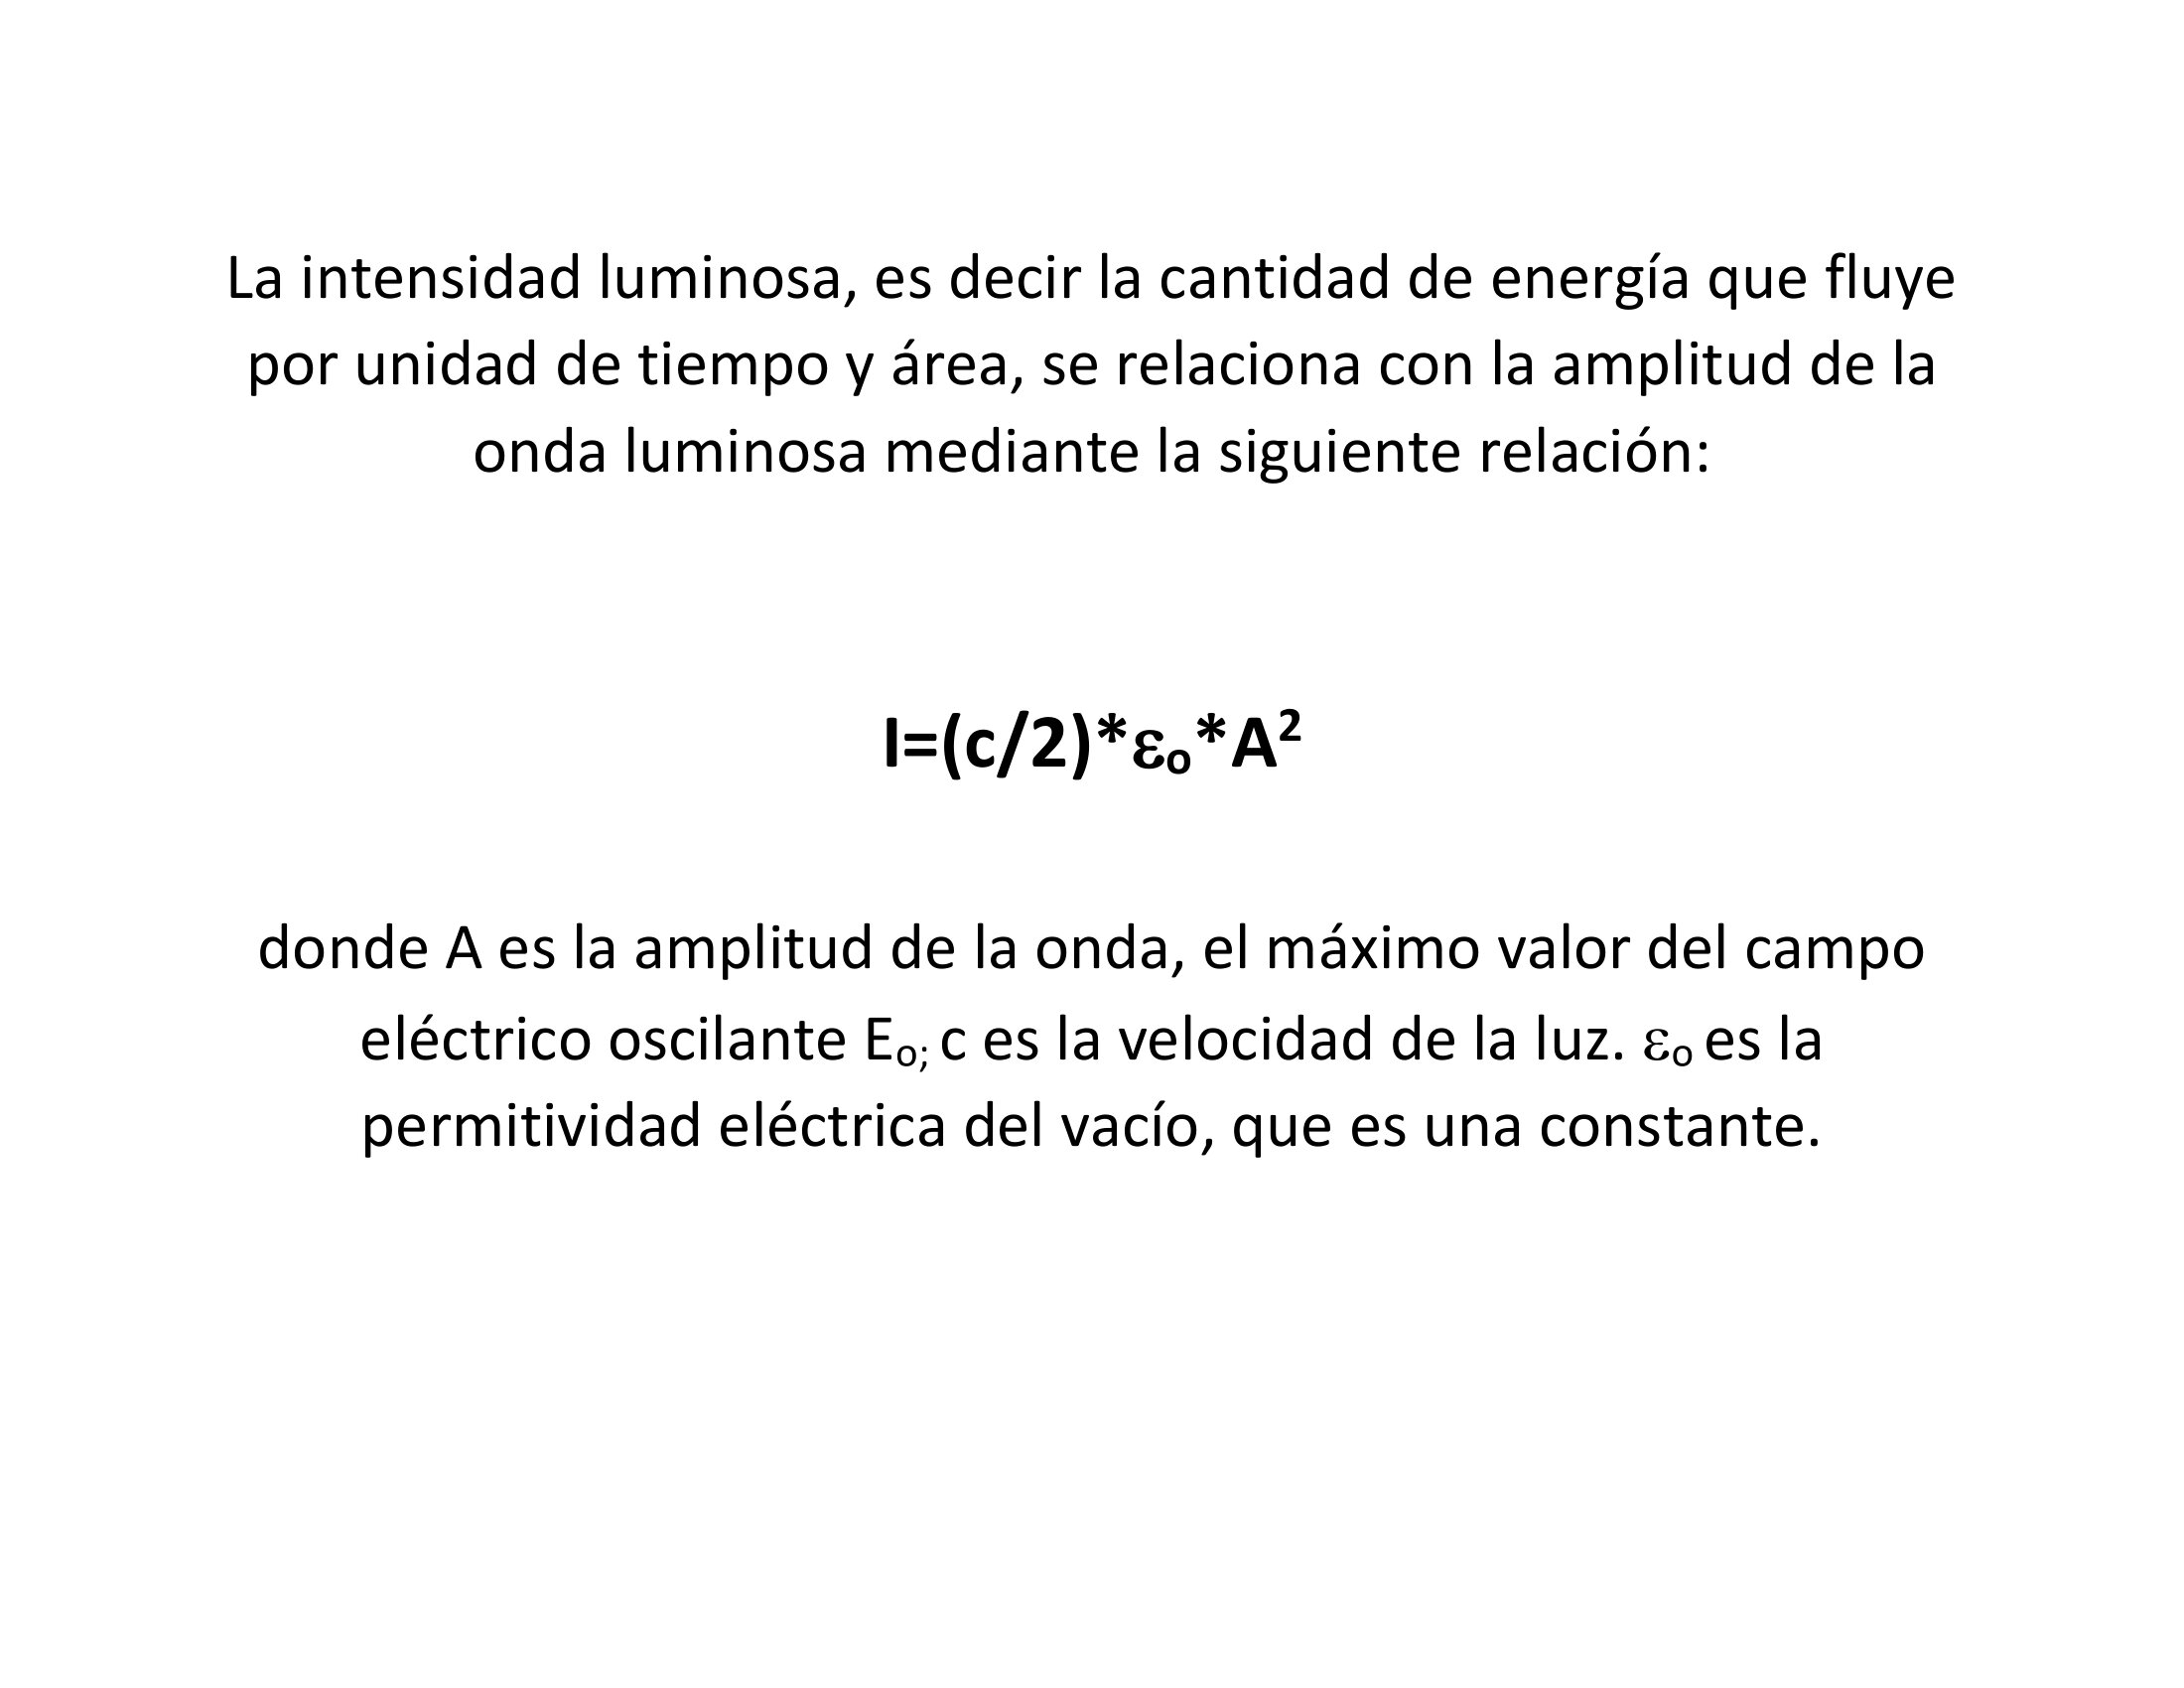 La intensidad luminosa, es decir la cantidad de energía que fluye
por unidad de tiempo y área, se relaciona con la amplitud de la
onda luminosa mediante la siguiente relación:
I=(c/2)*εₒ*A²
donde A es la amplitud de la onda, el máximo valor del campo
eléctrico oscilante Eₒ; c es la velocidad de la luz. εₒ es la
permitividad eléctrica del vacío, que es una constante.